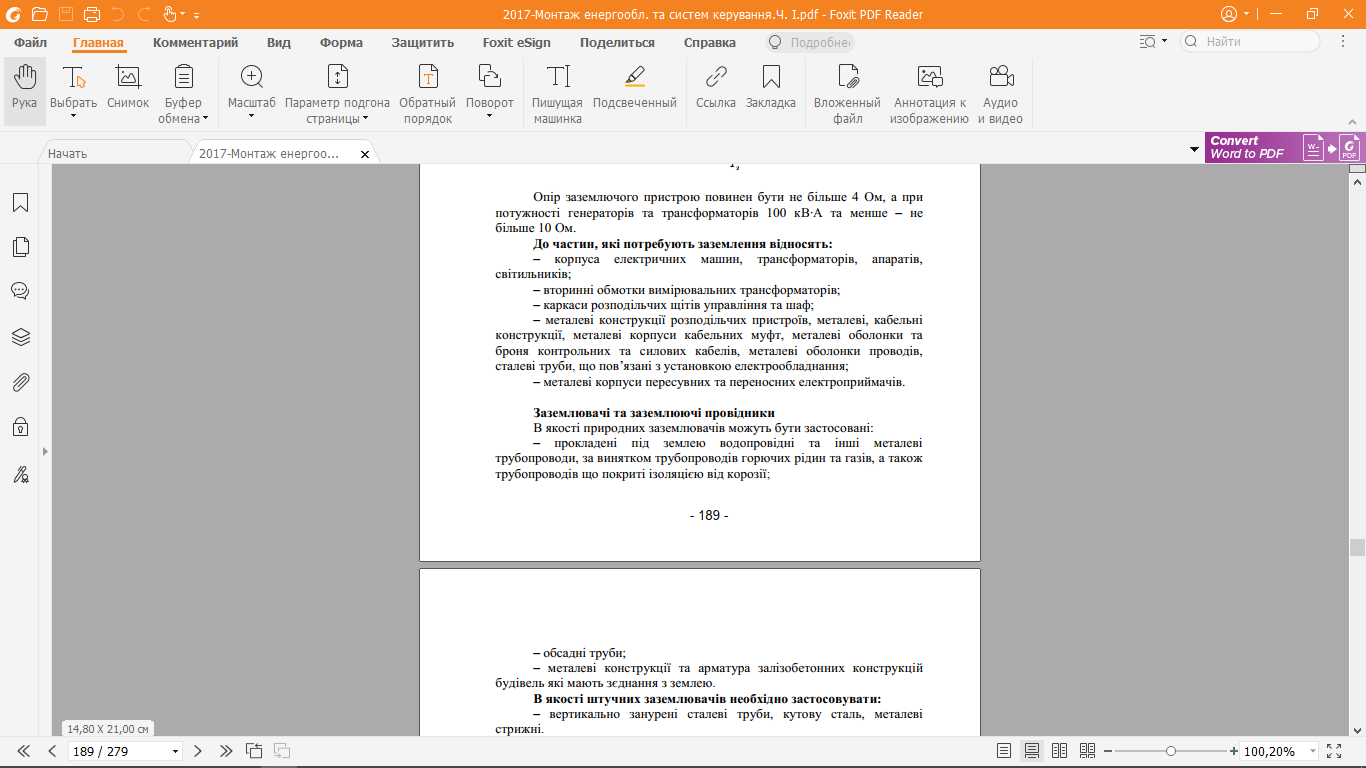 2017-Монтаж енергообл. та систем керування.Ч. I.pdf - Foxit PDF Reader
Файл Главная Комментарий Вид Форма Защитить Foxit eSign Поделиться Справка Подробнее Найти
Рука Выбрать Снимок Буфер обмена Масштаб Параметр подгона страницы Обратный порядок Поворот Пишущая машинка Подсвеченный Ссылка Закладка Вложенный файл Аннотация к изображению Аудио и видео
Начать 2017-Монтаж енергоо...
Convert
Word to PDF
Опір заземлючого пристрою повинен бути не більше 4 Ом, а при
потужності генераторів та трансформаторів 100 кВ·А та менше – не
більше 10 Ом.
До частин, які потребують заземлення відносять:
– корпуса електричних машин, трансформаторів, апаратів,
світильників;
– вторинні обмотки вимірювальних трансформаторів;
– каркаси розподільчих щітів управління та шаф;
– металеві конструкції розподільчих пристроїв, металеві, кабельні
конструкції, металеві корпуси кабельних муфт, металеві оболонки та
броня контрольних та силових кабелів, металеві оболонки проводів,
сталеві труби, що пов’язані з установкою електрообладнання;
– металеві корпуси пересувних та переносних електроприймачів.
Заземлювачі та заземлюючі провідники
В якості природних заземлювачів можуть бути застосовані:
– прокладені під землею водопровідні та інші металеві
трубопроводи, за винятком трубопроводів горючих рідин та газів, а також
трубопроводів що покриті ізоляцією від корозії;
- 189 -
– обсадні труби;
– металеві конструкції та арматура залізобетонних конструкцій
будівель які мають зєднання з землею.
В якості штучних заземлювачів необхідно застосовувати:
– вертикально занурені сталеві труби, кутову сталь, металеві
стрижні.
14,80 X 21,00 см
189 / 279
100,20%